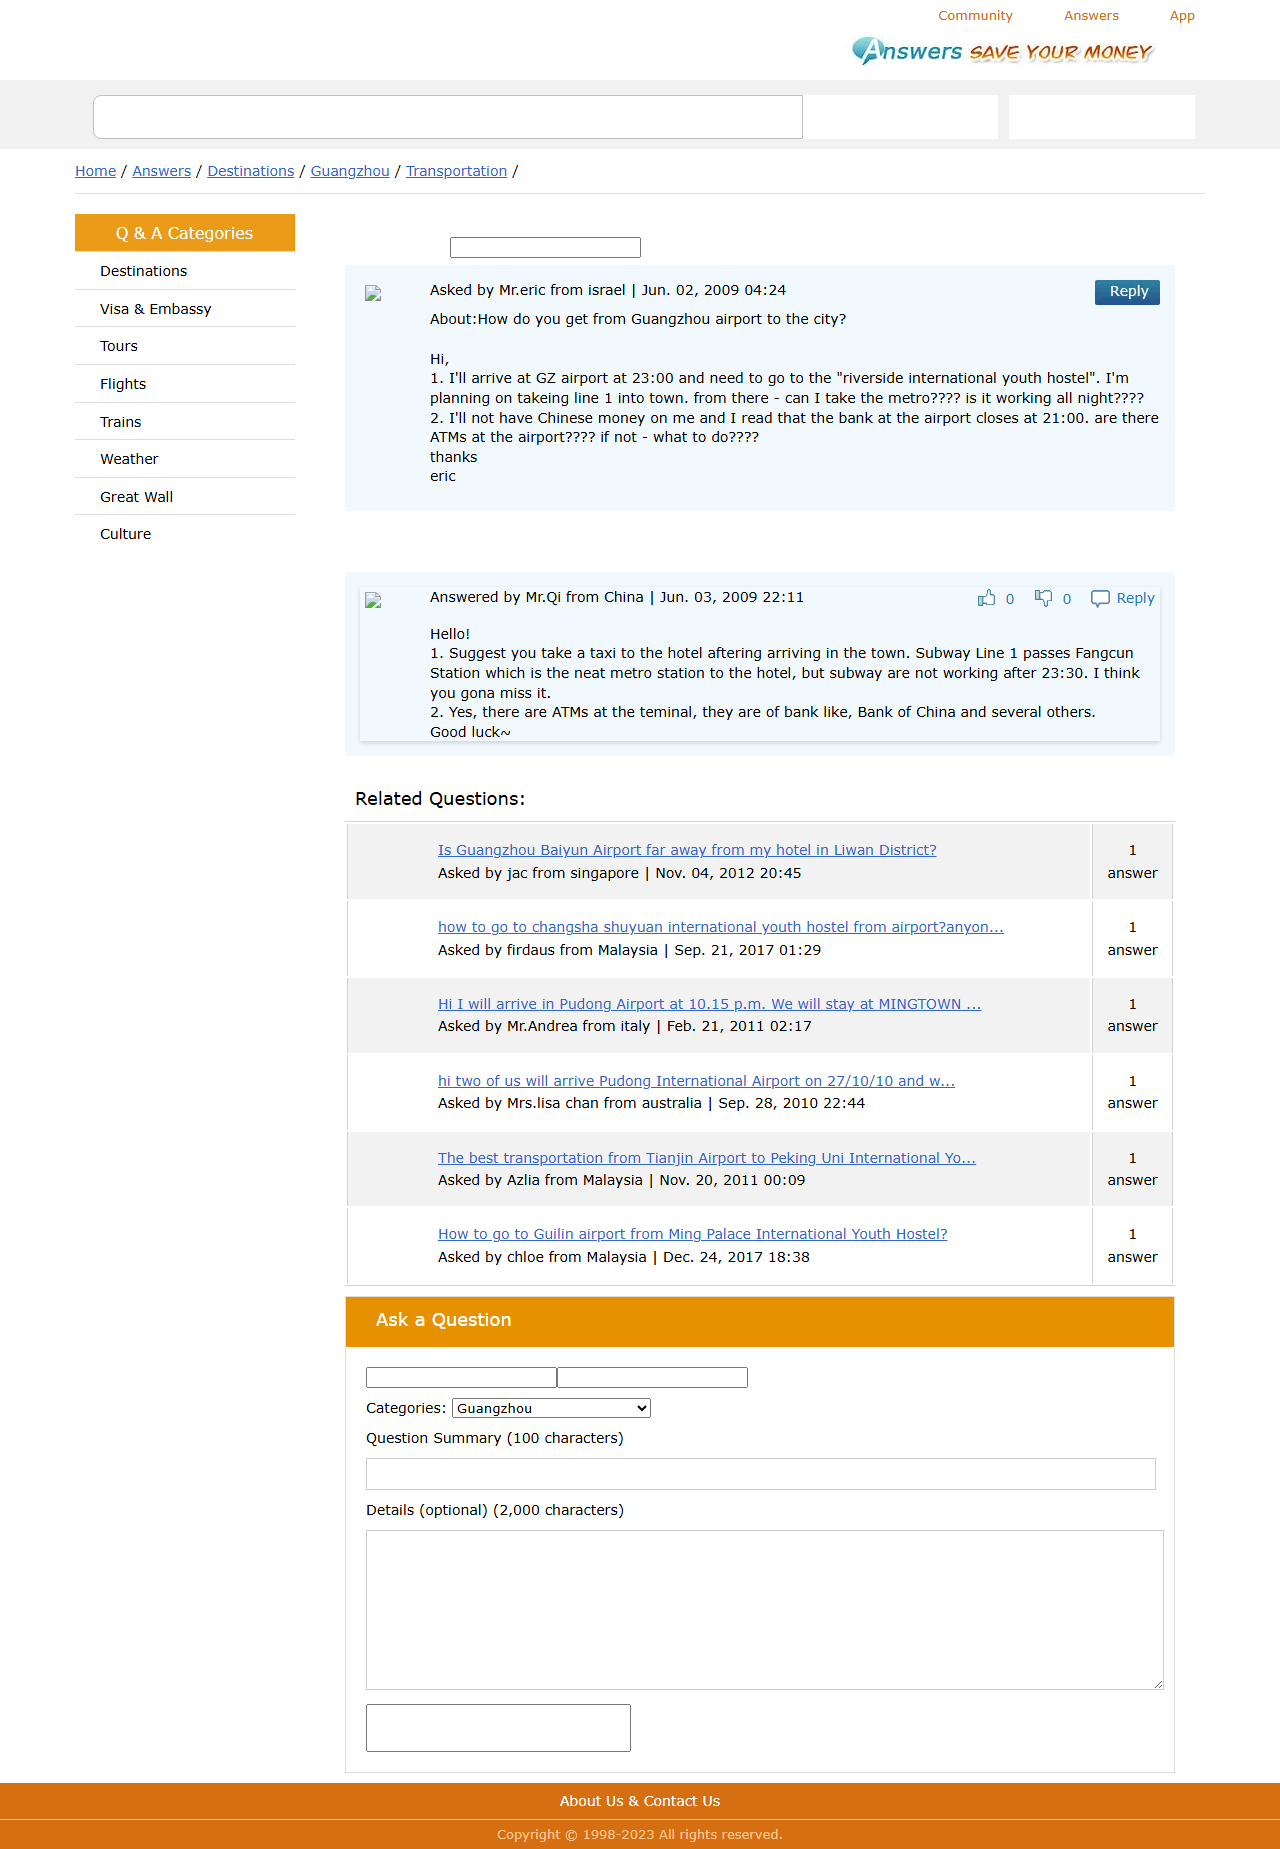 Community Answers App
Answers SAVE YOUR MONEY
Home / Answers / Destinations / Guangzhou / Transportation /
Q & A Categories
Destinations
Visa & Embassy
Tours
Flights
Trains
Weather
Great Wall
Culture
Asked by Mr.eric from israel | Jun. 02, 2009 04:24
Reply
About:How do you get from Guangzhou airport to the city?
Hi,
1. I'll arrive at GZ airport at 23:00 and need to go to the "riverside international youth hostel". I'm
planning on takeing line 1 into town. from there - can I take the metro???? is it working all night????
2. I'll not have Chinese money on me and I read that the bank at the airport closes at 21:00. are there
ATMs at the airport???? if not - what to do????
thanks
eric
Answered by Mr.Qi from China | Jun. 03, 2009 22:11
0 0 Reply
Hello!
1. Suggest you take a taxi to the hotel aftering arriving in the town. Subway Line 1 passes Fangcun
Station which is the neat metro station to the hotel, but subway are not working after 23:30. I think
you gona miss it.
2. Yes, there are ATMs at the teminal, they are of bank like, Bank of China and several others.
Good luck~
Related Questions:
Is Guangzhou Baiyun Airport far away from my hotel in Liwan District?
Asked by jac from singapore | Nov. 04, 2012 20:45
1
answer
how to go to changsha shuyuan international youth hostel from airport?anyon...
Asked by firdaus from Malaysia | Sep. 21, 2017 01:29
1
answer
Hi I will arrive in Pudong Airport at 10.15 p.m. We will stay at MINGTOWN ...
Asked by Mr.Andrea from italy | Feb. 21, 2011 02:17
1
answer
hi two of us will arrive Pudong International Airport on 27/10/10 and w...
Asked by Mrs.lisa chan from australia | Sep. 28, 2010 22:44
1
answer
The best transportation from Tianjin Airport to Peking Uni International Yo...
Asked by Azlia from Malaysia | Nov. 20, 2011 00:09
1
answer
How to go to Guilin airport from Ming Palace International Youth Hostel?
Asked by chloe from Malaysia | Dec. 24, 2017 18:38
1
answer
Ask a Question
Categories: Guangzhou
Question Summary (100 characters)
Details (optional) (2,000 characters)
About Us & Contact Us
Copyright © 1998-2023 All rights reserved.